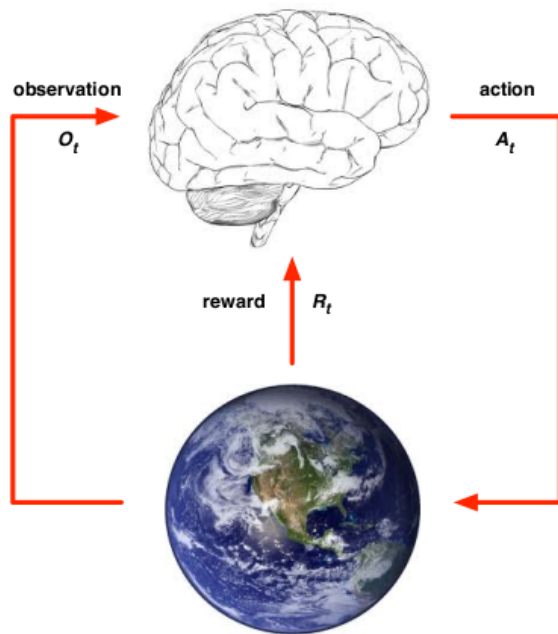 observation
O_t
action
A_t
reward
R_t